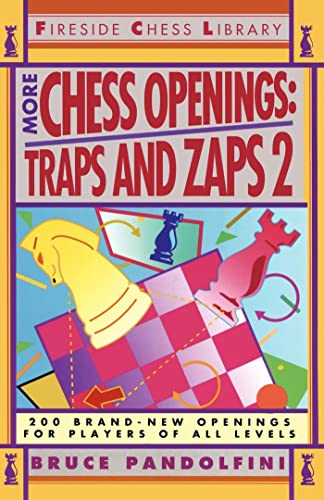 FIRESIDE CHESS LIBRARY
MORE
CHESS OPENINGS:
TRAPS AND ZAPS 2
200 BRAND-NEW OPENINGS
FOR PLAYERS OF ALL LEVELS
BRUCE PANDOLFINI